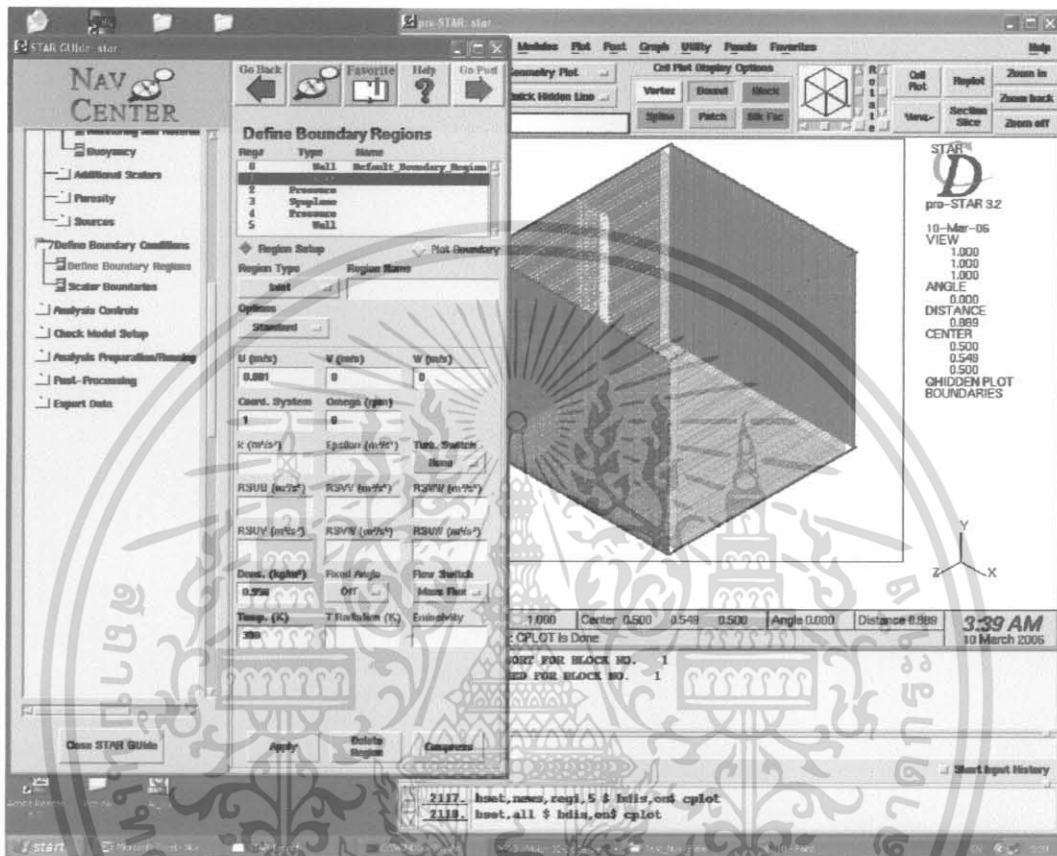 STAR GUIde: star
pro-STAR: star
NAV
CENTER
Go Back
Favorite
Help
Buoyancy
Additional Scalars
Porosity
Sources
Define Boundary Conditions
Define Boundary Regions
Scalar Boundaries
Analysis Controls
Check Model Setup
Analysis Preparation/Running
Post-Processing
Export Data
Close STAR GUIde
Define Boundary Regions
Reg# Type Name
0 Wall Default_Boundary_Region
2 Pressure
3 Symplane
4 Pressure
5 Wall
Region Setup Plot Boundary
Region Type Region Name
Inlet
Options
Standard
U (m/s) V (m/s) W (m/s)
0.001 0 0
Coord. System Omega (rpm)
1 0
k (m²/s²) Epsilon (m²/s³) Turb. Switch
None
RSUU (m²/s²) RSVV (m²/s²) RSWW (m²/s²)
RSUV (m²/s²) RSVW (m²/s²) RSUW (m²/s²)
Dens. (kg/m³) Fixed Angle Flow Switch
Off Mass Flux
Temp. (K) T Radiation (K) Emissivity
Apply
Delete
Region
Compress
Modules Plot Post Graph Utility Panels Favorites Help
Geometry Plot
Quick Hidden Line
Cell Plot Display Options
Vertex Bound Block
Spline Patch Blk Fac
Rotate
Cell
Plot
Replot
Zoom in
Zoom back
View>
Section
Slice
Zoom off
STAR
CD
pro-STAR 3.2
10-Mar-06
VIEW
1.000
1.000
1.000
ANGLE
0.000
DISTANCE
0.889
CENTER
0.500
0.549
0.500
QHIDDEN PLOT
BOUNDARIES
Y
Z X
1.000 Center 0.500 0.549 0.500 Angle 0.000 Distance 0.889
3:39 AM
10 March 2006
: CPLOT Is Done
SORT FOR BLOCK NO. 1
FOR BLOCK NO. 1
Short Input History
2117. bset,news,regi,5 $ bdis,on$ cplot
2118. bset,all $ bdis,on$ cplot
start